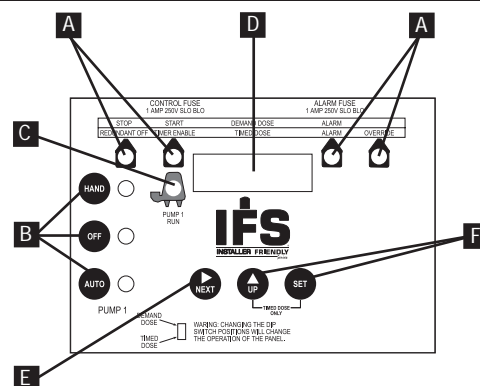 A D A
CONTROL FUSE ALARM FUSE
1 AMP 250V SLO BLO 1 AMP 250V SLO BLO
STOP START DEMAND DOSE ALARM
REDUNDANT OFF TIMER ENABLE TIMED DOSE ALARM OVERRIDE
C
HAND
PUMP 1
RUN
B
OFF
IFS
INSTALLER FRIENDLY
F
AUTO
NEXT UP SET
TIMED DOSE
ONLY
PUMP 1
DEMAND
DOSE
TIMED
DOSE
WARING: CHANGING THE DIP
SWITCH POSITIONS WILL CHANGE
THE OPERATION OF THE PANEL.
E